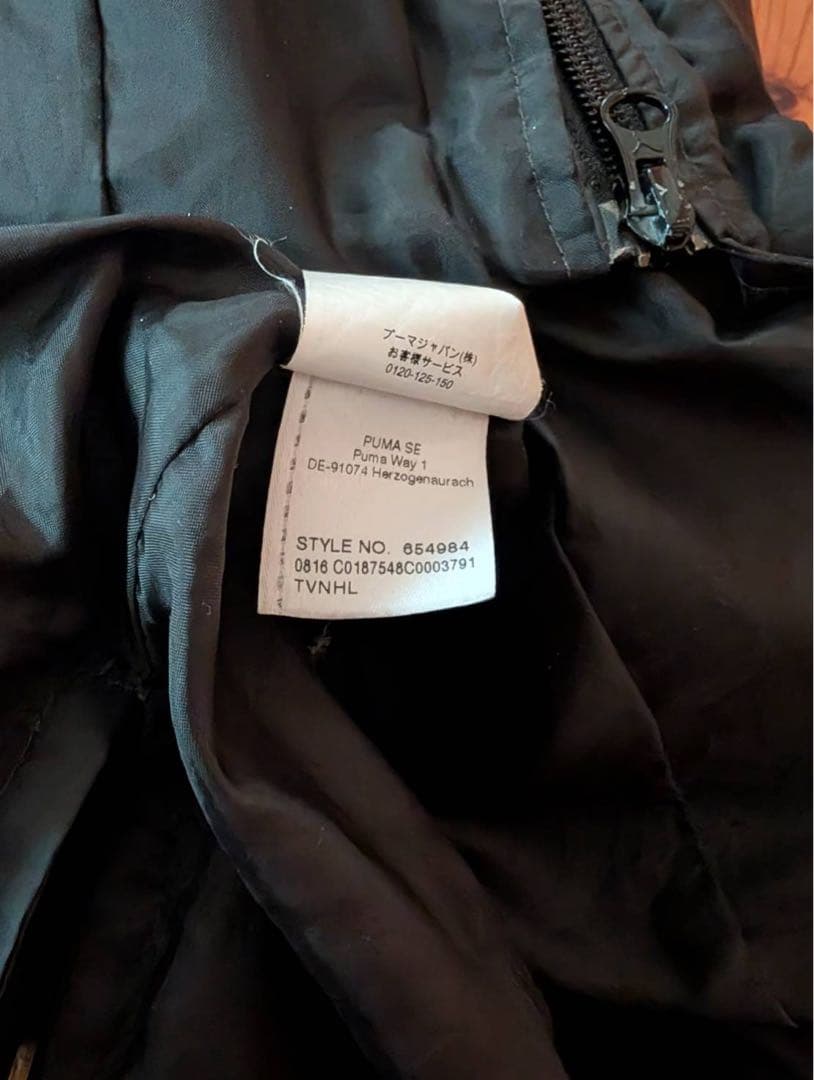 プーマジャパン(株)
お客様サービス
0120-125-150
PUMA SE
Puma Way 1
DE-91074 Herzogenaurach
STYLE NO. 654984
0816 C0187548C0003791
TVNHL